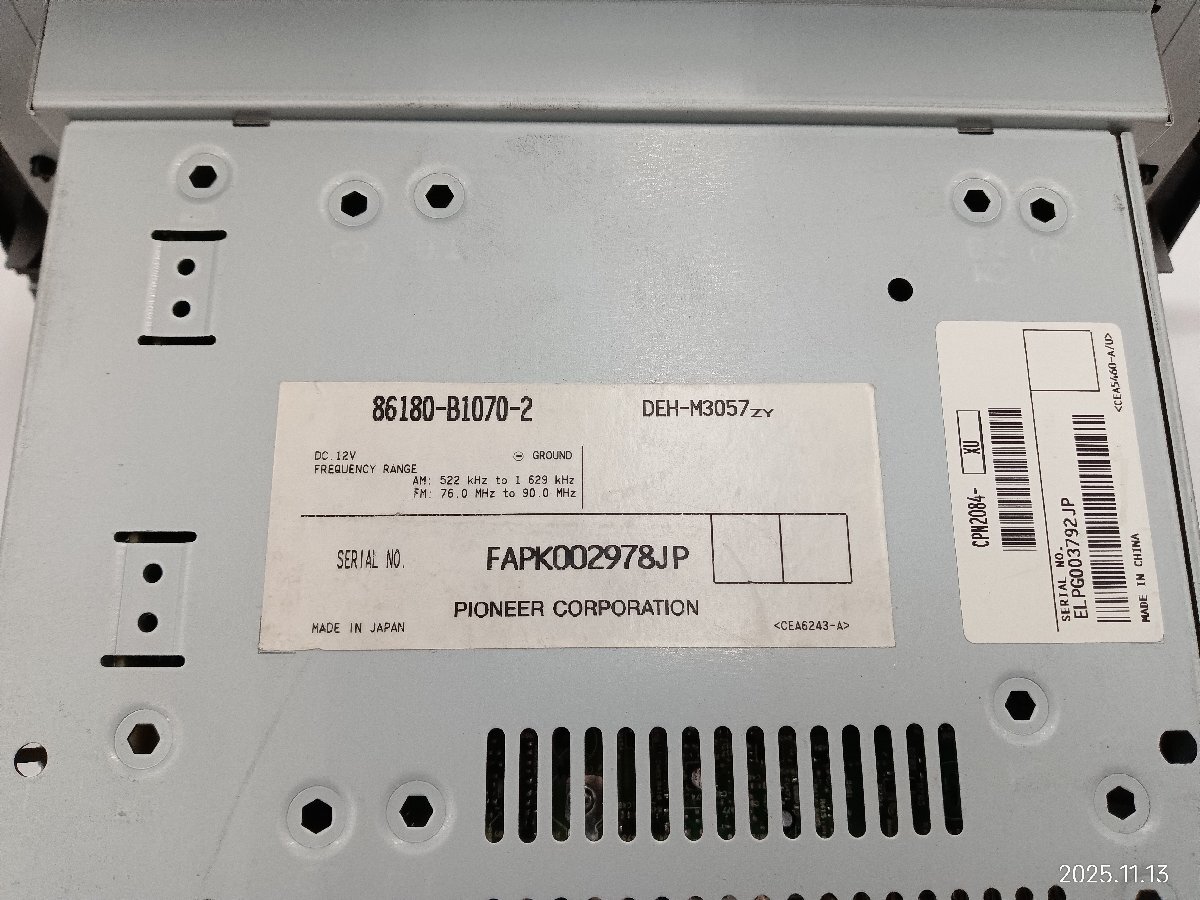 86180-B1070-2
DEH-M3057ZY
DC.12V
⊖ GROUND
FREQUENCY RANGE
AM: 522 kHz to 1 629 kHz
FM: 76.0 MHz to 90.0 MHz
SERIAL NO.
FAPK002978JP
PIONEER CORPORATION
MADE IN JAPAN
<CEA6243-A>
CPN2084-
XU
SERIAL NO.
ELPG003792JP
MADE IN CHINA
<CEA5460-A/U>
2025.11.13